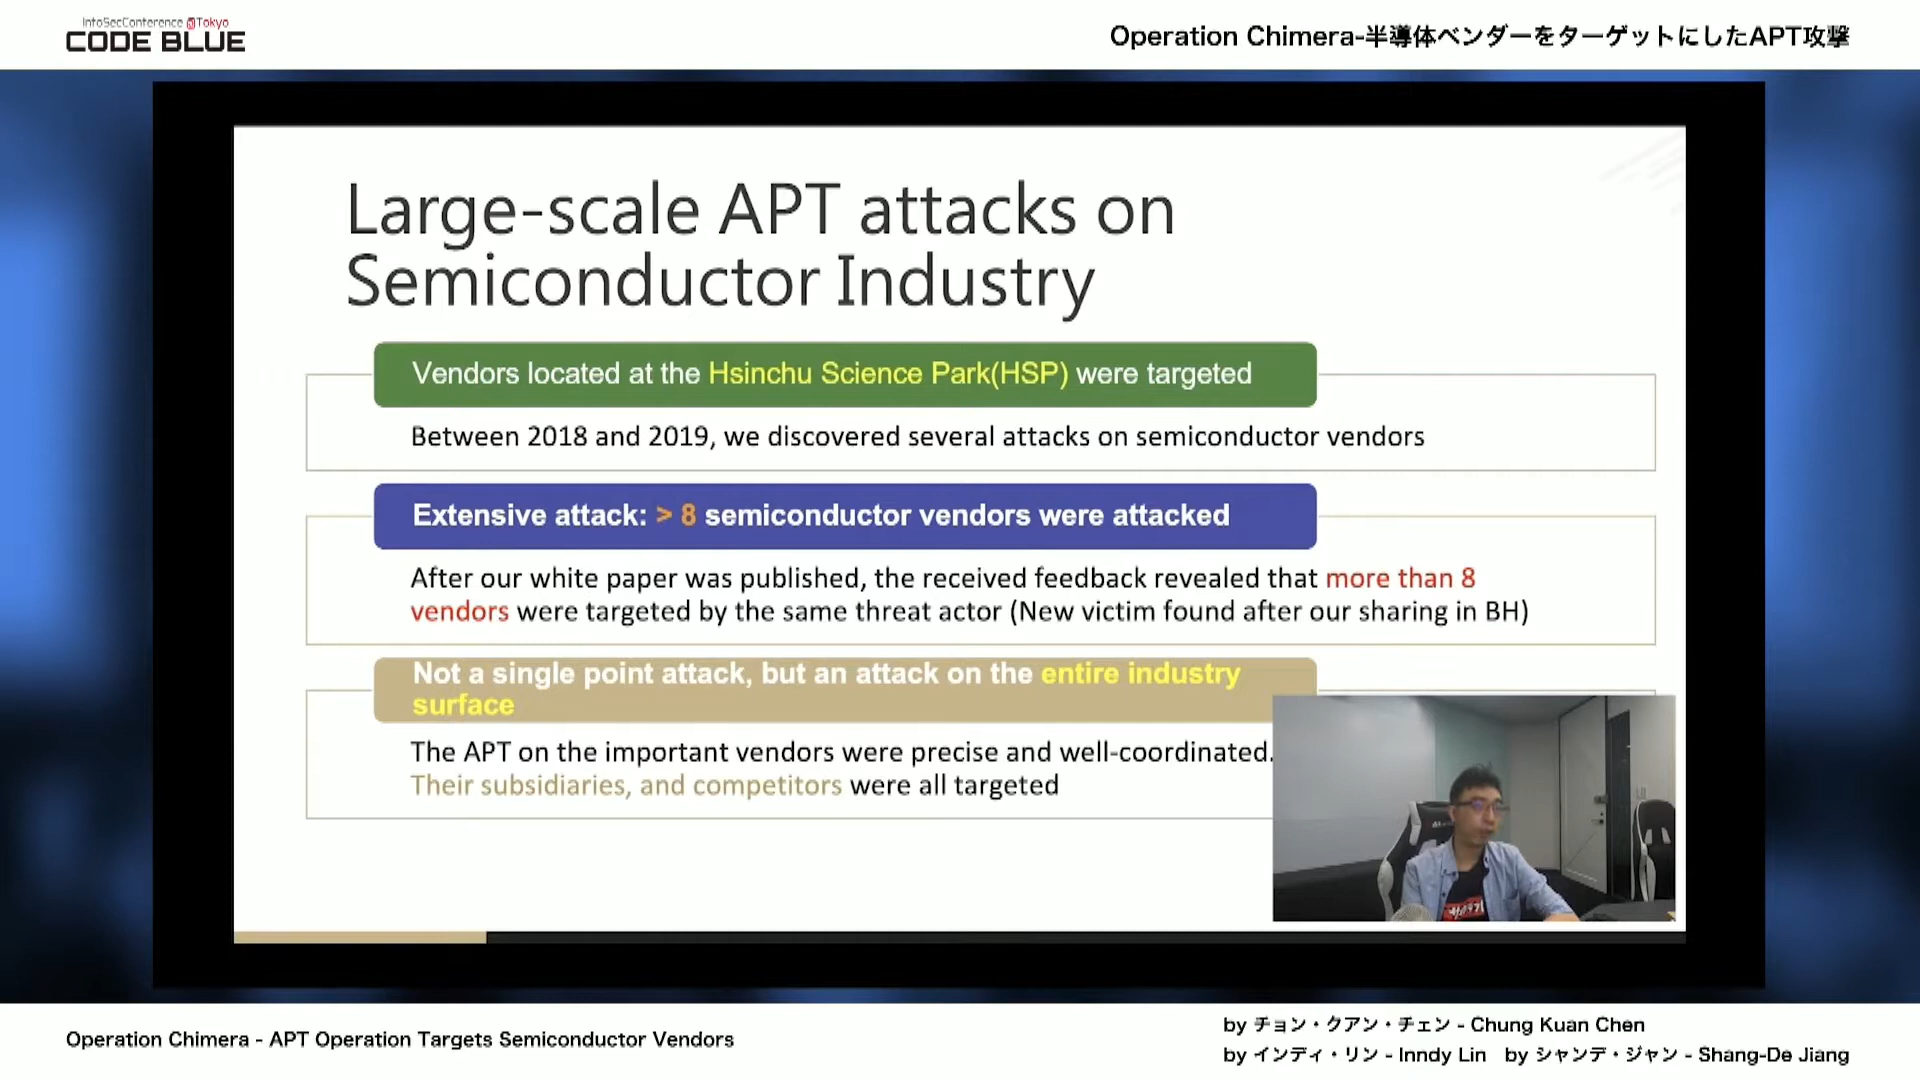 InfoSecConference @Tokyo
CODE BLUE
Operation Chimera-半導体ベンダーをターゲットにしたAPT攻撃
Large-scale APT attacks on
Semiconductor Industry
Vendors located at the Hsinchu Science Park(HSP) were targeted
Between 2018 and 2019, we discovered several attacks on semiconductor vendors
Extensive attack: > 8 semiconductor vendors were attacked
After our white paper was published, the received feedback revealed that more than 8
vendors were targeted by the same threat actor (New victim found after our sharing in BH)
Not a single point attack, but an attack on the entire industry
surface
The APT on the important vendors were precise and well-coordinated.
Their subsidiaries, and competitors were all targeted
Operation Chimera - APT Operation Targets Semiconductor Vendors
by チョン・クアン・チェン - Chung Kuan Chen
by インディ・リン - Inndy Lin by シャンデ・ジャン - Shang-De Jiang